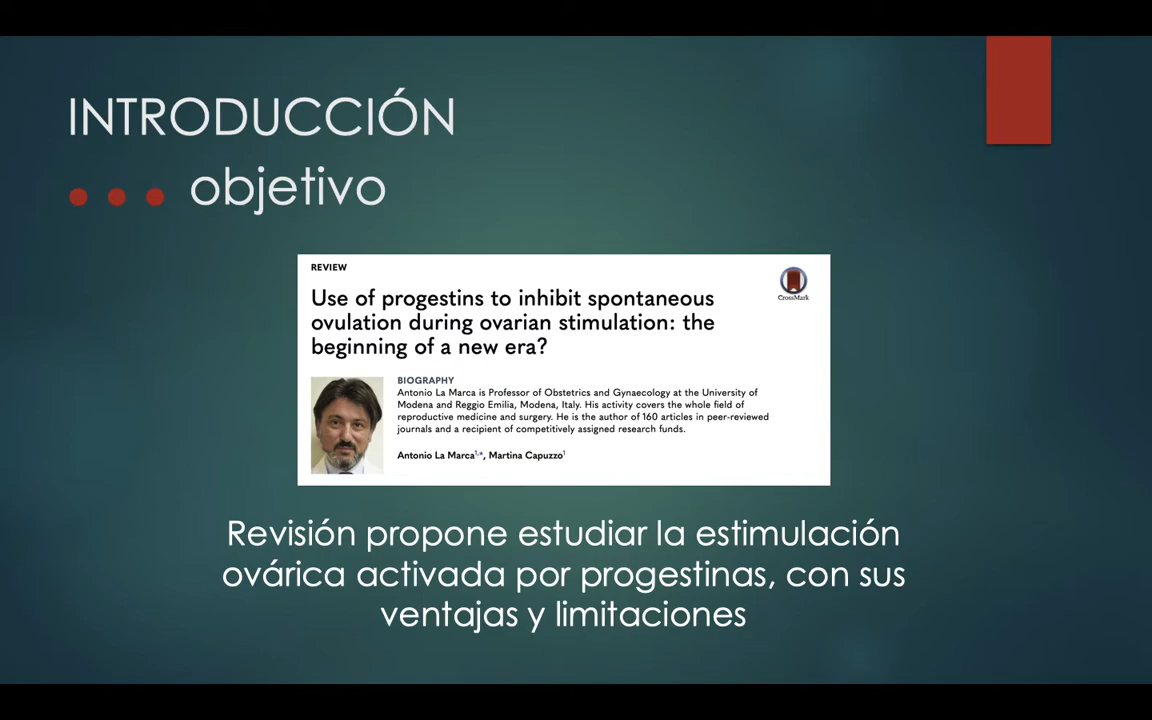 INTRODUCCIÓN
... objetivo
REVIEW
CrossMark
Use of progestins to inhibit spontaneous
ovulation during ovarian stimulation: the
beginning of a new era?
BIOGRAPHY
Antonio La Marca is Professor of Obstetrics and Gynaecology at the University of
Modena and Reggio Emilia, Modena, Italy. His activity covers the whole field of
reproductive medicine and surgery. He is the author of 160 articles in peer-reviewed
journals and a recipient of competitively assigned research funds.
Antonio La Marca1,*, Martina Capuzzo1
Revisión propone estudiar la estimulación
ovárica activada por progestinas, con sus
ventajas y limitaciones